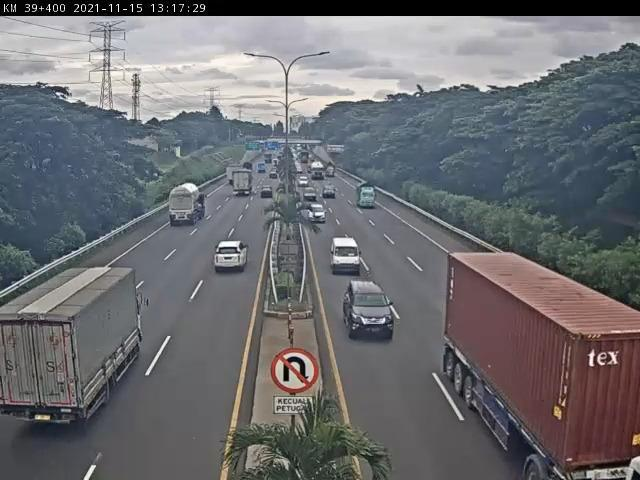 KM 39+400 2021-11-15 13:17:29
tex
KECUALI
PETUGAS